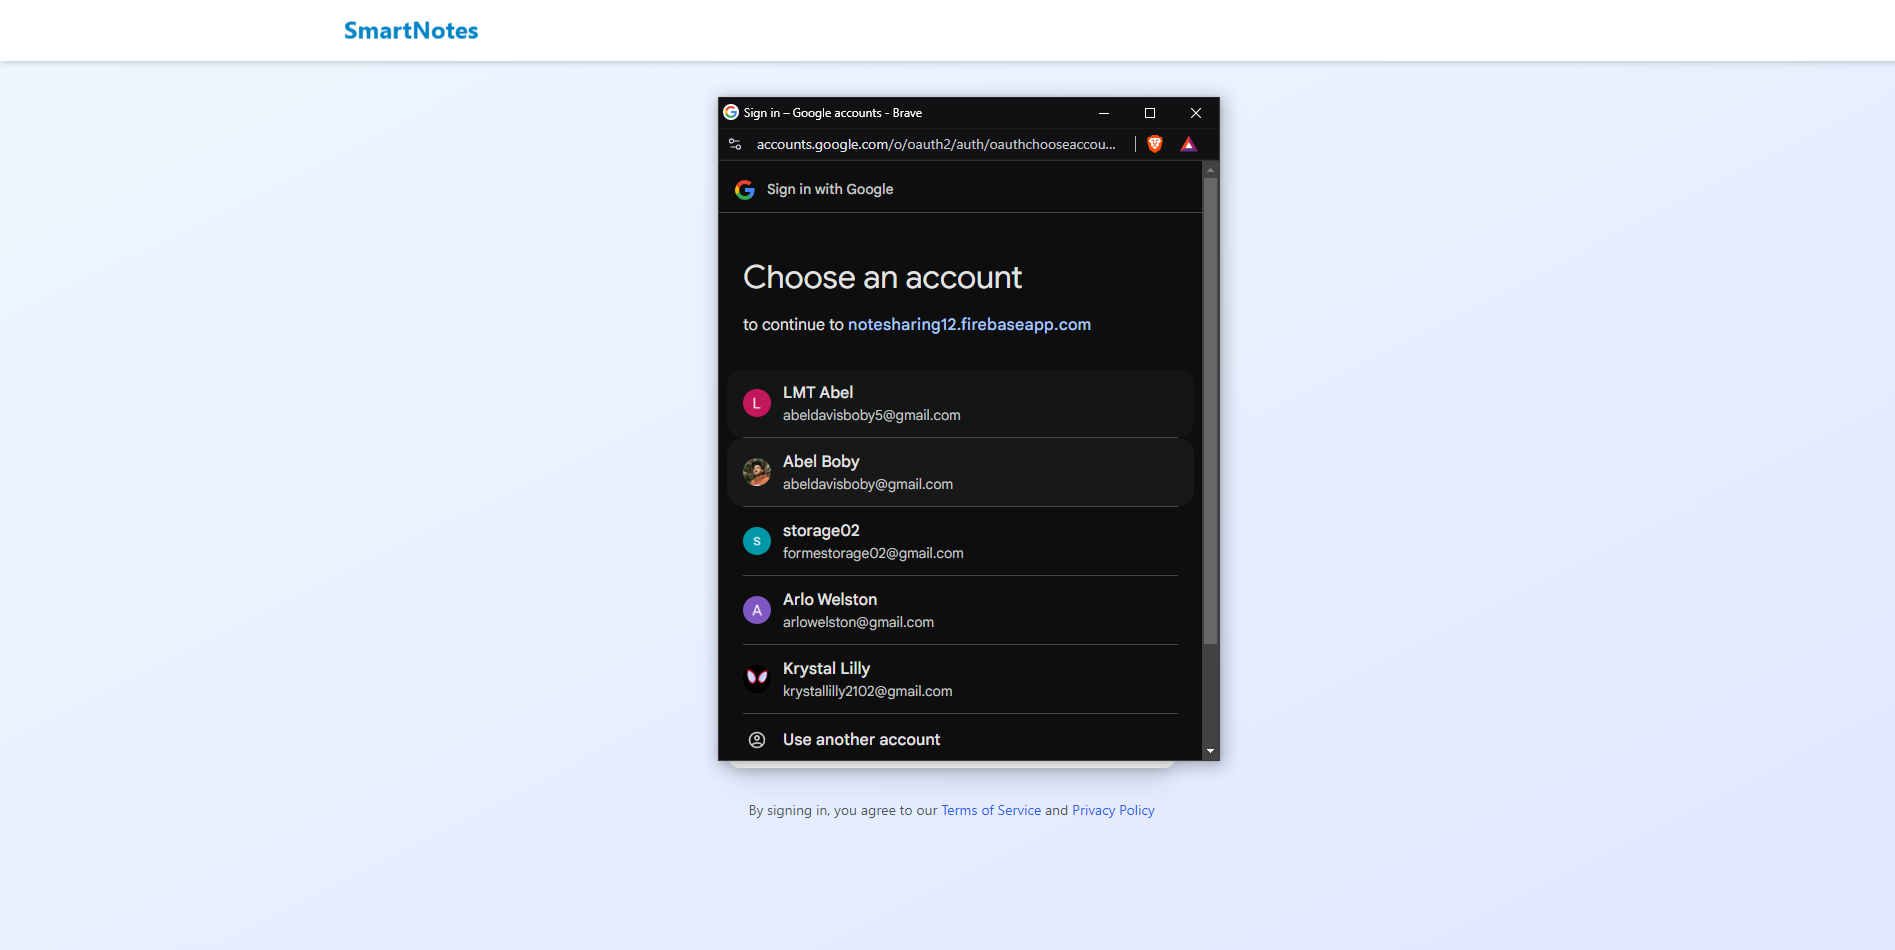 SmartNotes
Sign in – Google accounts - Brave
accounts.google.com/o/oauth2/auth/oauthchooseaccou...
Sign in with Google
Choose an account
to continue to notesharing12.firebaseapp.com
L
LMT Abel
abeldavisboby5@gmail.com
Abel Boby
abeldavisboby@gmail.com
s
storage02
formestorage02@gmail.com
A
Arlo Welston
arlowelston@gmail.com
Krystal Lilly
krystallilly2102@gmail.com
Use another account
By signing in, you agree to our Terms of Service and Privacy Policy